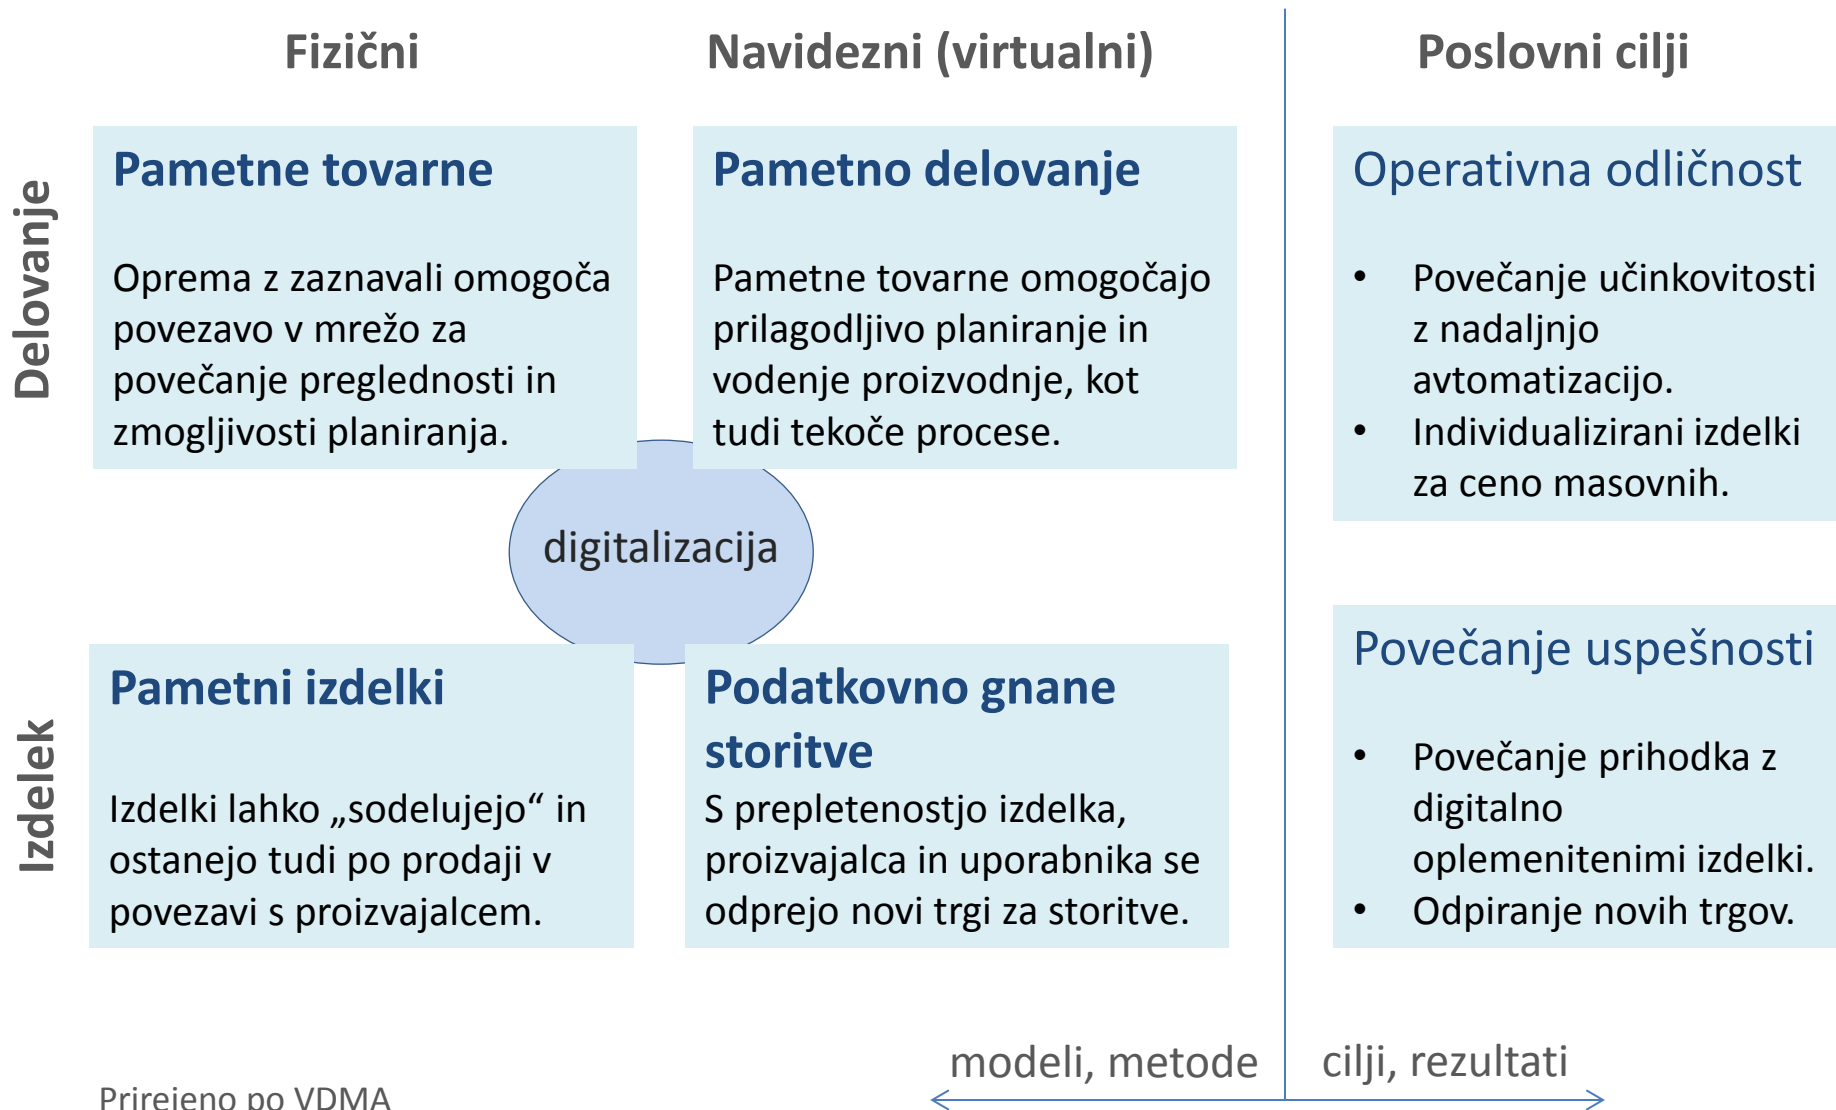 Fizični
Navidezni (virtualni)
Poslovni cilji
Delovanje
Pametne tovarne
Oprema z zaznavali omogoča
povezavo v mrežo za
povečanje preglednosti in
zmogljivosti planiranja.
Pametno delovanje
Pametne tovarne omogočajo
prilagodljivo planiranje in
vodenje proizvodnje, kot
tudi tekoče procese.
Operativna odličnost
• Povečanje učinkovitosti
z nadaljnjo
avtomatizacijo.
• Individualizirani izdelki
za ceno masovnih.
digitalizacija
Izdelek
Pametni izdelki
Izdelki lahko „sodelujejo“ in
ostanejo tudi po prodaji v
povezavi s proizvajalcem.
Podatkovno gnane
storitve
S prepletenostjo izdelka,
proizvajalca in uporabnika se
odprejo novi trgi za storitve.
Povečanje uspešnosti
• Povečanje prihodka z
digitalno
oplemenitenimi izdelki.
• Odpiranje novih trgov.
modeli, metode
cilji, rezultati
Prirejeno po VDMA